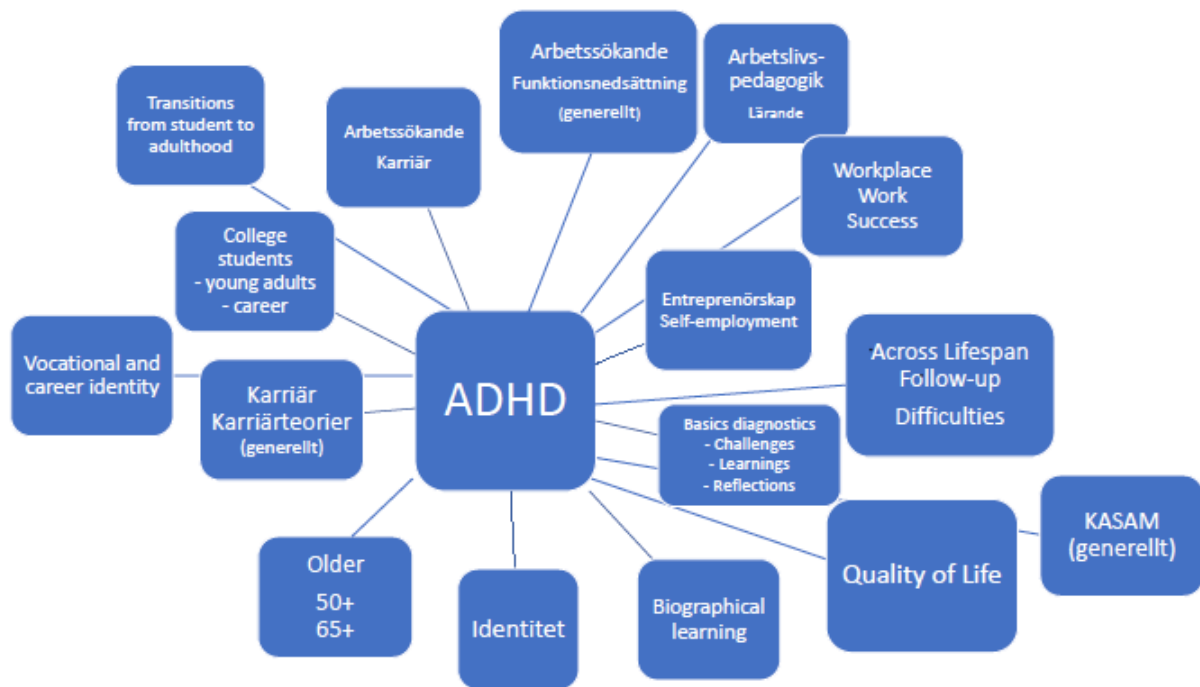 Arbetssökande
Funktionsnedsättning
(generellt)
Arbetslivs-
pedagogik
Lärande
Transitions
from student to
adulthood
Arbetssökande
Karriär
Workplace
Work
Success
College
students
- young adults
- career
Entreprenörskap
Self-employment
Vocational and
career identity
Karriär
Karriärteorier
(generellt)
ADHD
Across Lifespan
Follow-up
Difficulties
Basics diagnostics
- Challenges
- Learnings
- Reflections
KASAM
(generellt)
Quality of Life
Older
50+
65+
Identitet
Biographical
learning